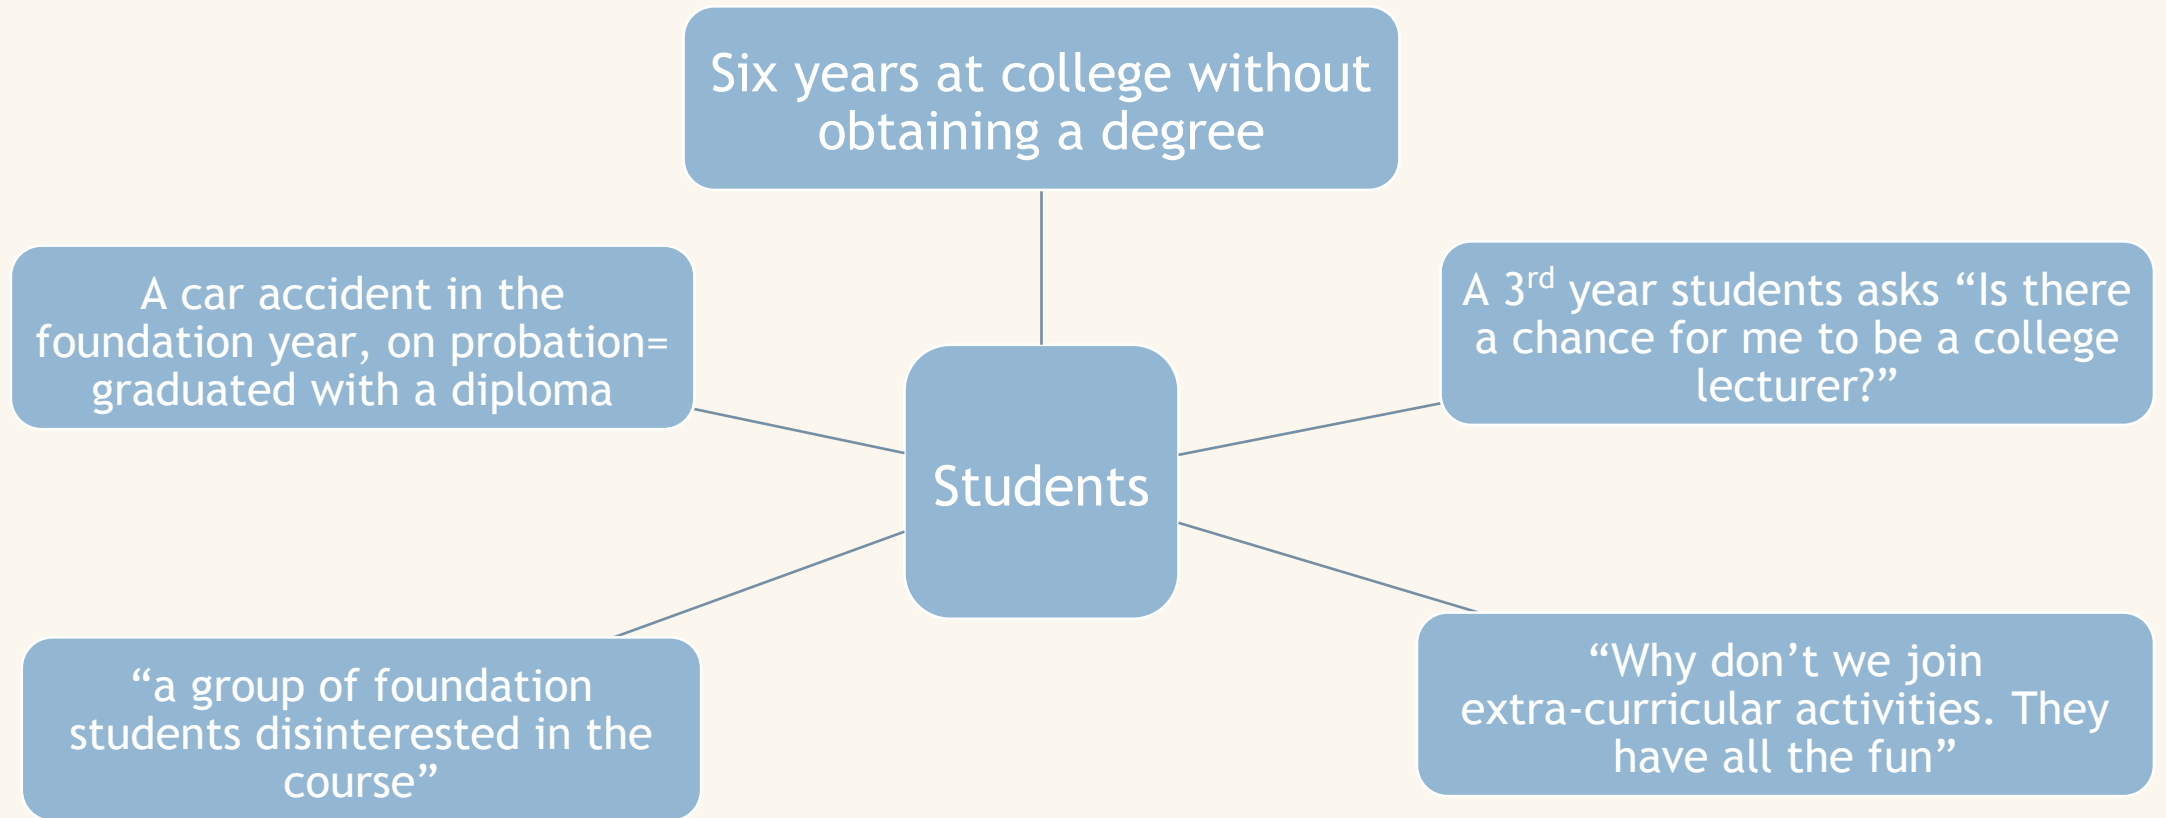 Six years at college without
obtaining a degree
A car accident in the
foundation year, on probation=
graduated with a diploma
A 3rd year students asks “Is there
a chance for me to be a college
lecturer?”
Students
“a group of foundation
students disinterested in the
course”
“Why don’t we join
extra-curricular activities. They
have all the fun”